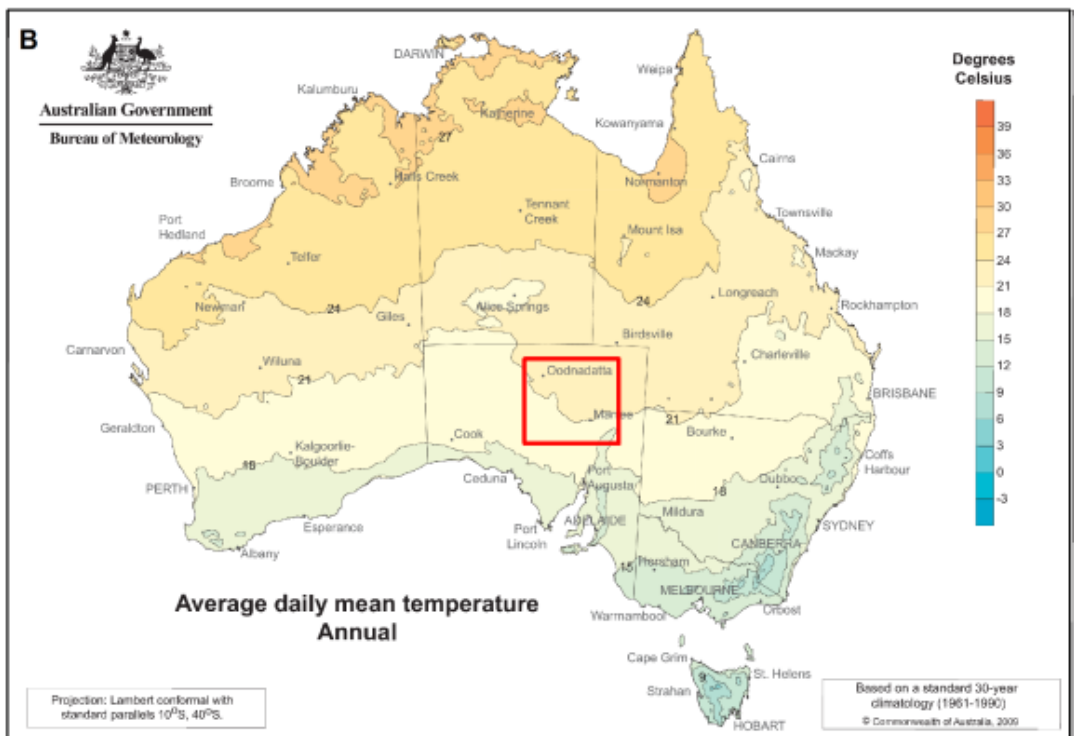 B
Australian Government
Bureau of Meteorology
Degrees
Celsius
39
36
33
30
27
24
21
18
15
12
9
6
3
0
-3
DARWIN
Weipa
Kalumburu
Katherine
Kowanyama
27
Cairns
Broome
Halls Creek
Normanton
Port
Hedland
Tennant
Creek
Townsville
Mount Isa
Mackay
Telfer
Newman
24
Alice Springs
24
Longreach
Rockhampton
Giles
Carnarvon
Birdsville
Wiluna
Oodnadatta
Charleville
21
Marree
21
BRISBANE
Geraldton
Cook
Bourke
Kalgoorlie-
Boulder
18
Coffs
Harbour
Ceduna
Port
Augusta
Dubbo
PERTH
18
Esperance
Port
Lincoln
ADELAIDE
Mildura
SYDNEY
Albany
CANBERRA
15
Horsham
MELBOURNE
Orbost
Warrnambool
Average daily mean temperature
Annual
Cape Grim
St. Helens
9
Strahan
HOBART
Projection: Lambert conformal with
standard parallels 10⁰S, 40⁰S.
Based on a standard 30-year
climatology (1961-1990)
© Commonwealth of Australia, 2009